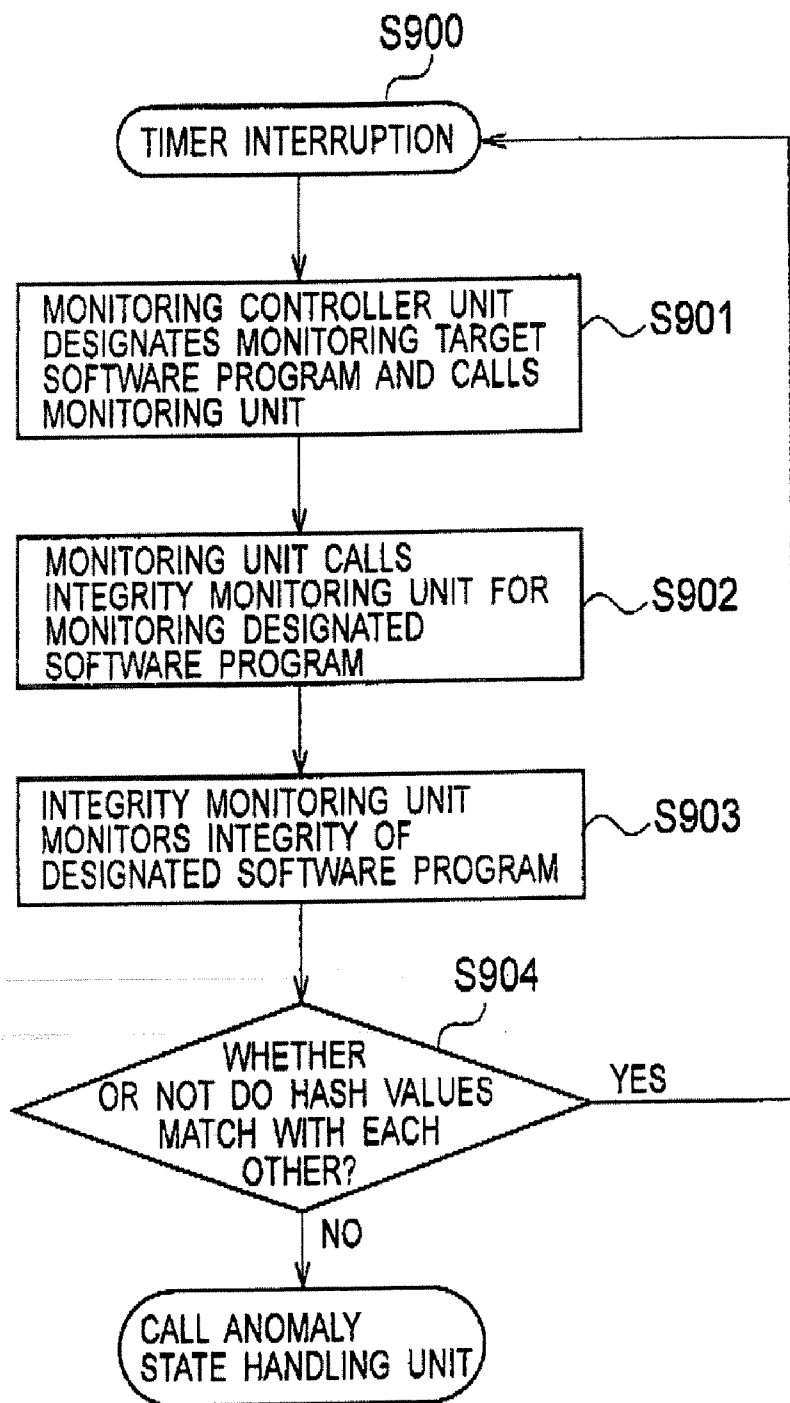 S900
TIMER INTERRUPTION
MONITORING CONTROLLER UNIT
DESIGNATES MONITORING TARGET
SOFTWARE PROGRAM AND CALLS
MONITORING UNIT
S901
MONITORING UNIT CALLS
INTEGRITY MONITORING UNIT FOR
MONITORING DESIGNATED
SOFTWARE PROGRAM
S902
INTEGRITY MONITORING UNIT
MONITORS INTEGRITY OF
DESIGNATED SOFTWARE PROGRAM
S903
S904
WHETHER
OR NOT DO HASH VALUES
MATCH WITH EACH
OTHER?
YES
NO
CALL ANOMALY
STATE HANDLING UNIT